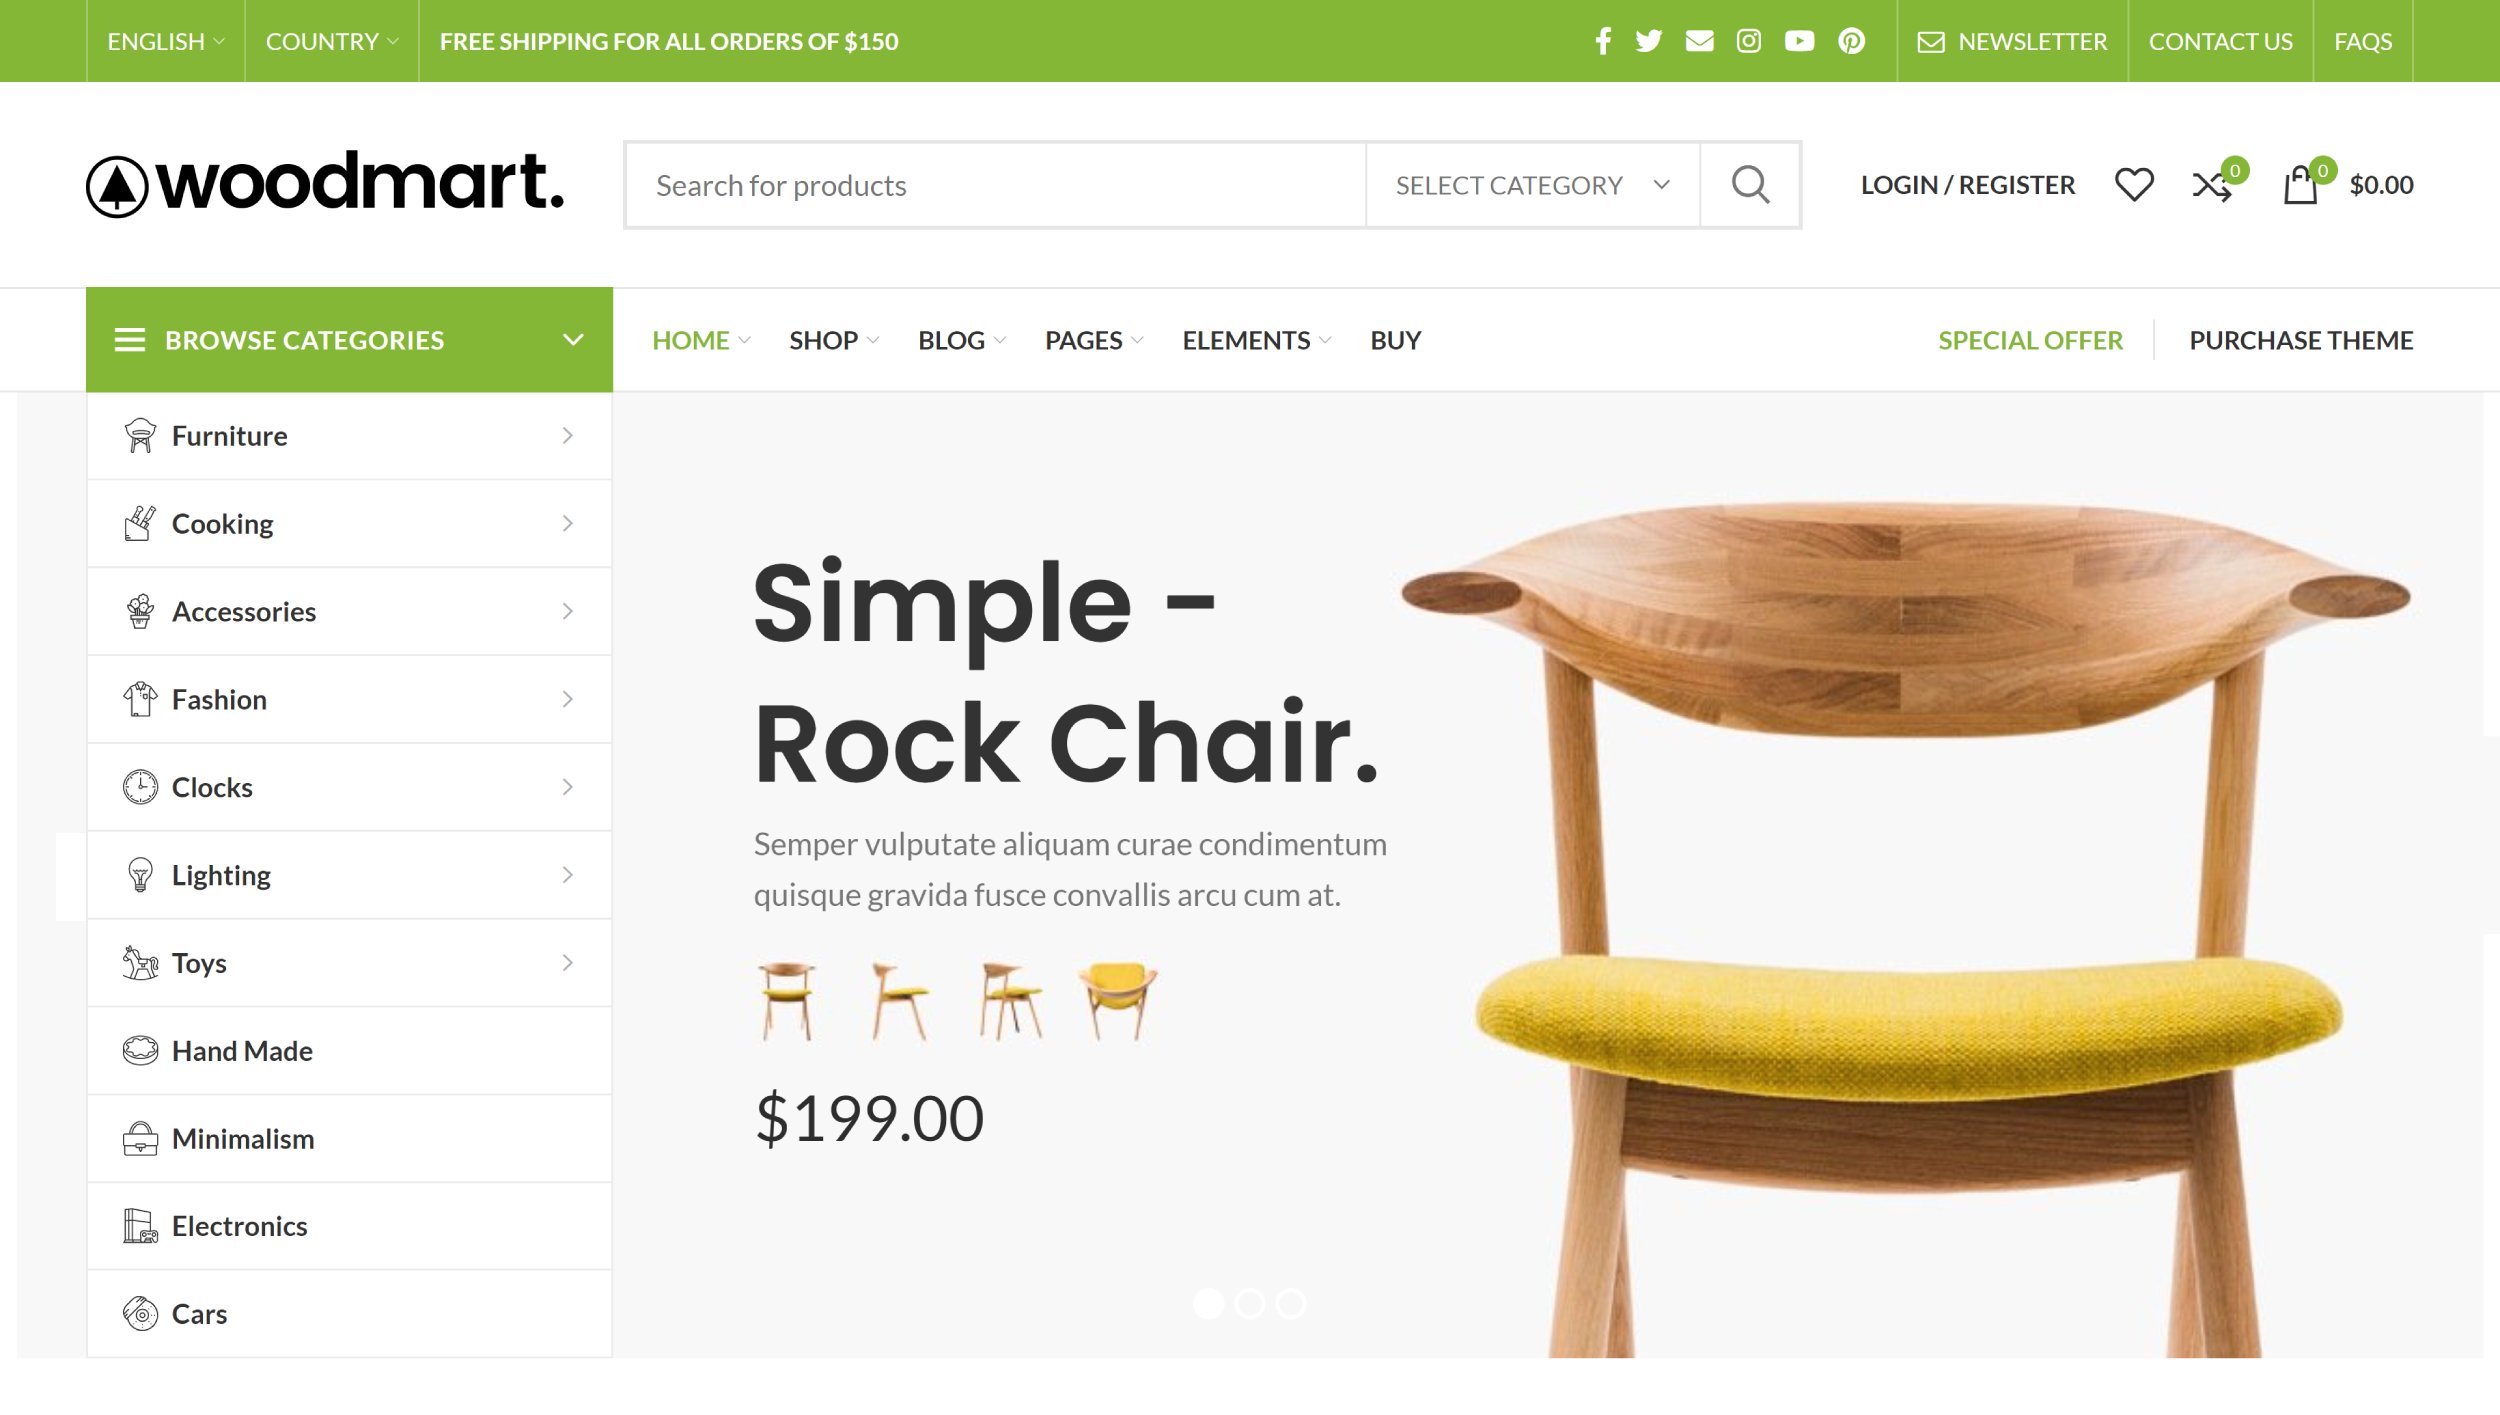 ENGLISH
COUNTRY
FREE SHIPPING FOR ALL ORDERS OF $150
NEWSLETTER
CONTACT US
FAQS
woodmart.
Search for products
SELECT CATEGORY
LOGIN / REGISTER
0
0
$0.00
BROWSE CATEGORIES
HOME
SHOP
BLOG
PAGES
ELEMENTS
BUY
SPECIAL OFFER
PURCHASE THEME
Furniture
Cooking
Accessories
Fashion
Clocks
Lighting
Toys
Hand Made
Minimalism
Electronics
Cars
Simple -
Rock Chair.
Semper vulputate aliquam curae condimentum
quisque gravida fusce convallis arcu cum at.
$199.00